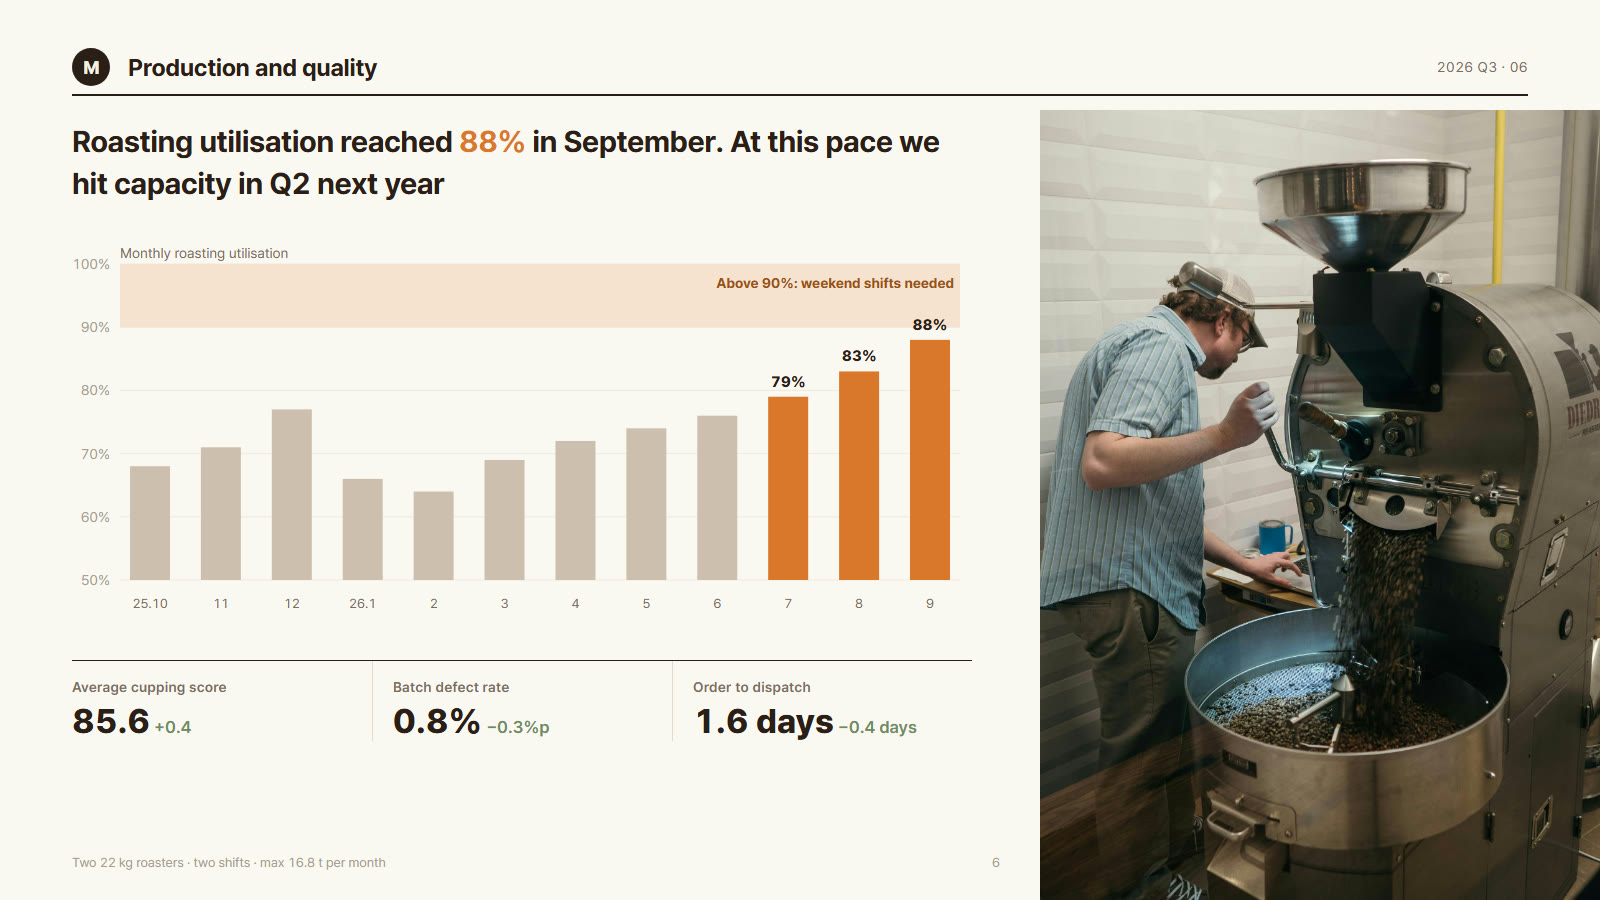 M
Production and quality
2026 Q3 · 06
Roasting utilisation reached 88% in September. At this pace we
hit capacity in Q2 next year
Monthly roasting utilisation
100%
Above 90%: weekend shifts needed
90%
88%
83%
79%
80%
70%
60%
50%
25.10 11 12 26.1 2 3 4 5 6 7 8 9
Average cupping score
85.6 +0.4
Batch defect rate
0.8% −0.3%p
Order to dispatch
1.6 days −0.4 days
Two 22 kg roasters · two shifts · max 16.8 t per month
6